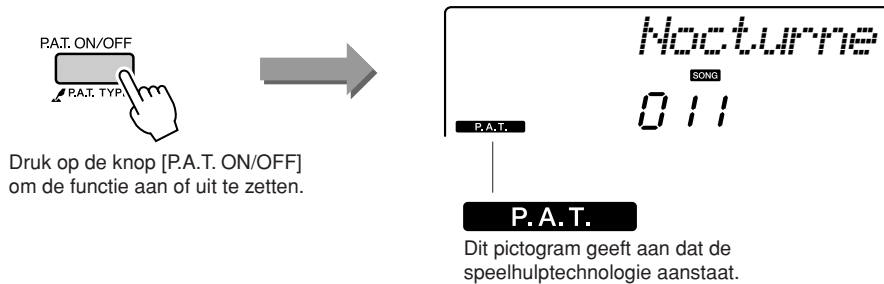 P.A.T. ON/OFF
P.A.T. TYP
Druk op de knop [P.A.T. ON/OFF]
om de functie aan of uit te zetten.
Nocturne
SONG
011
P.A.T.
P.A.T.
Dit pictogram geeft aan dat de
speelhulptechnologie aanstaat.